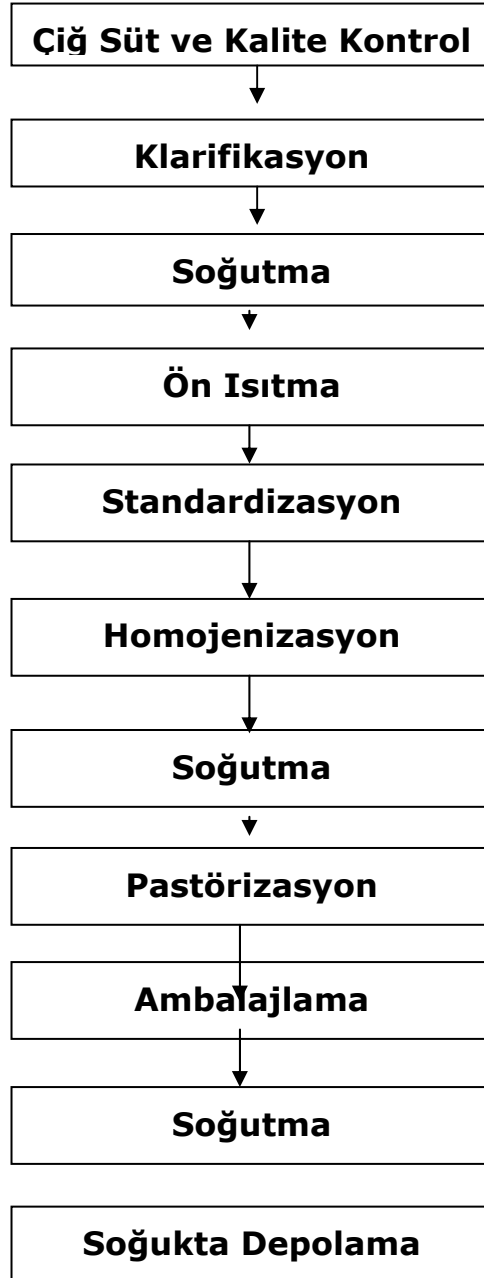 Çiğ Süt ve Kalite Kontrol
Klarifikasyon
Soğutma
Ön Isıtma
Standardizasyon
Homojenizasyon
Soğutma
Pastörizasyon
Ambalajlama
Soğutma
Soğukta Depolama